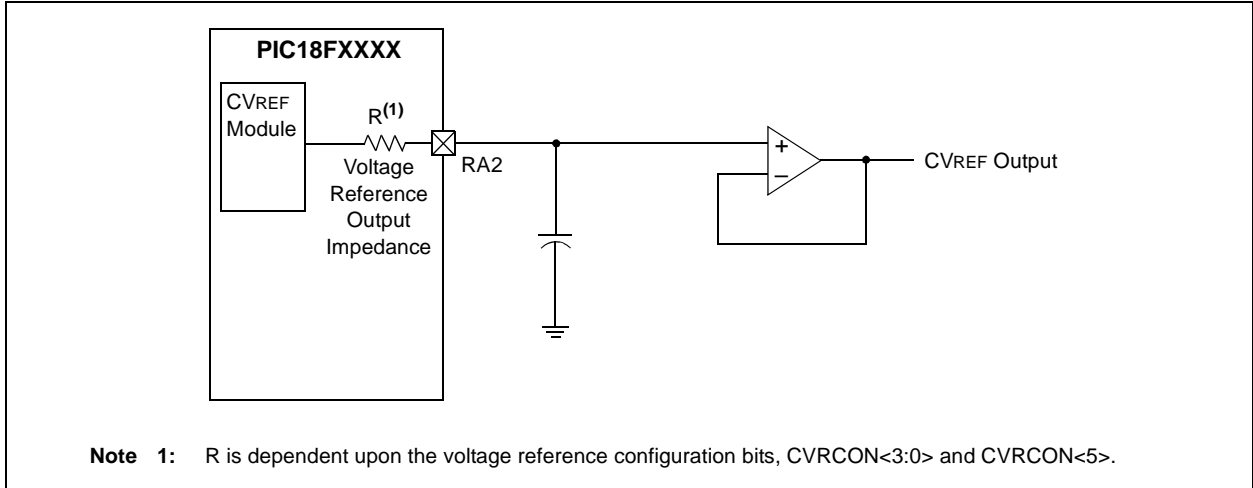 PIC18FXXXX
CVREF
Module
R(1)
Voltage
Reference
Output
Impedance
RA2
+
–
CVREF Output
Note 1: R is dependent upon the voltage reference configuration bits, CVRCON<3:0> and CVRCON<5>.